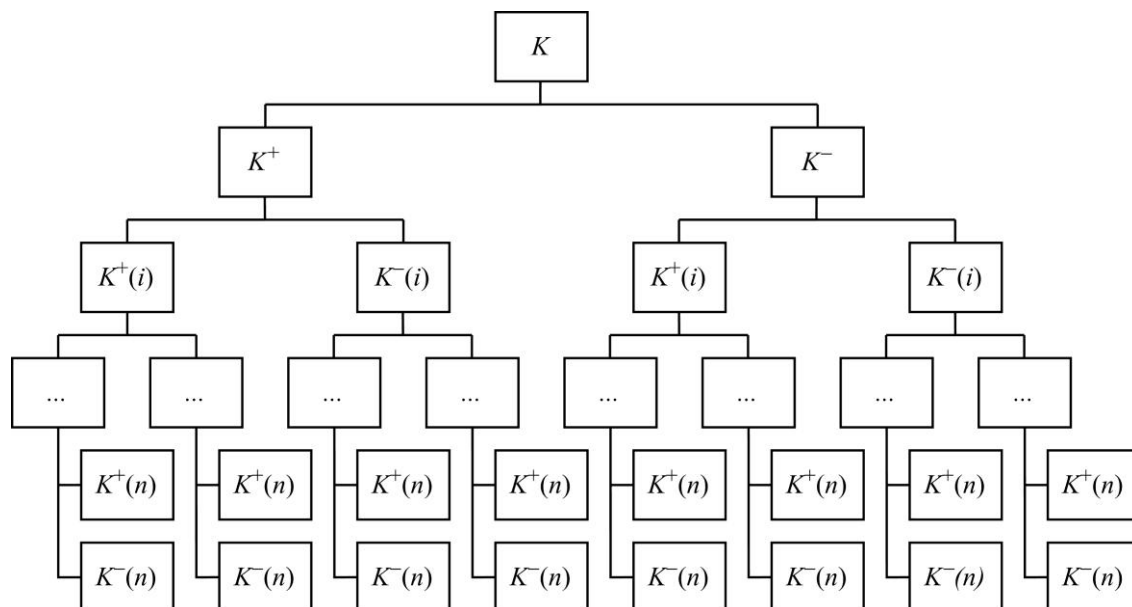 K
K⁺ K⁻
K⁺(i) K⁻(i) K⁺(i) K⁻(i)
... ... ... ... ... ... ... ...
K⁺(n) K⁺(n) K⁺(n) K⁺(n) K⁺(n) K⁺(n) K⁺(n) K⁺(n)
K⁻(n) K⁻(n) K⁻(n) K⁻(n) K⁻(n) K⁻(n) K⁻(n) K⁻(n)